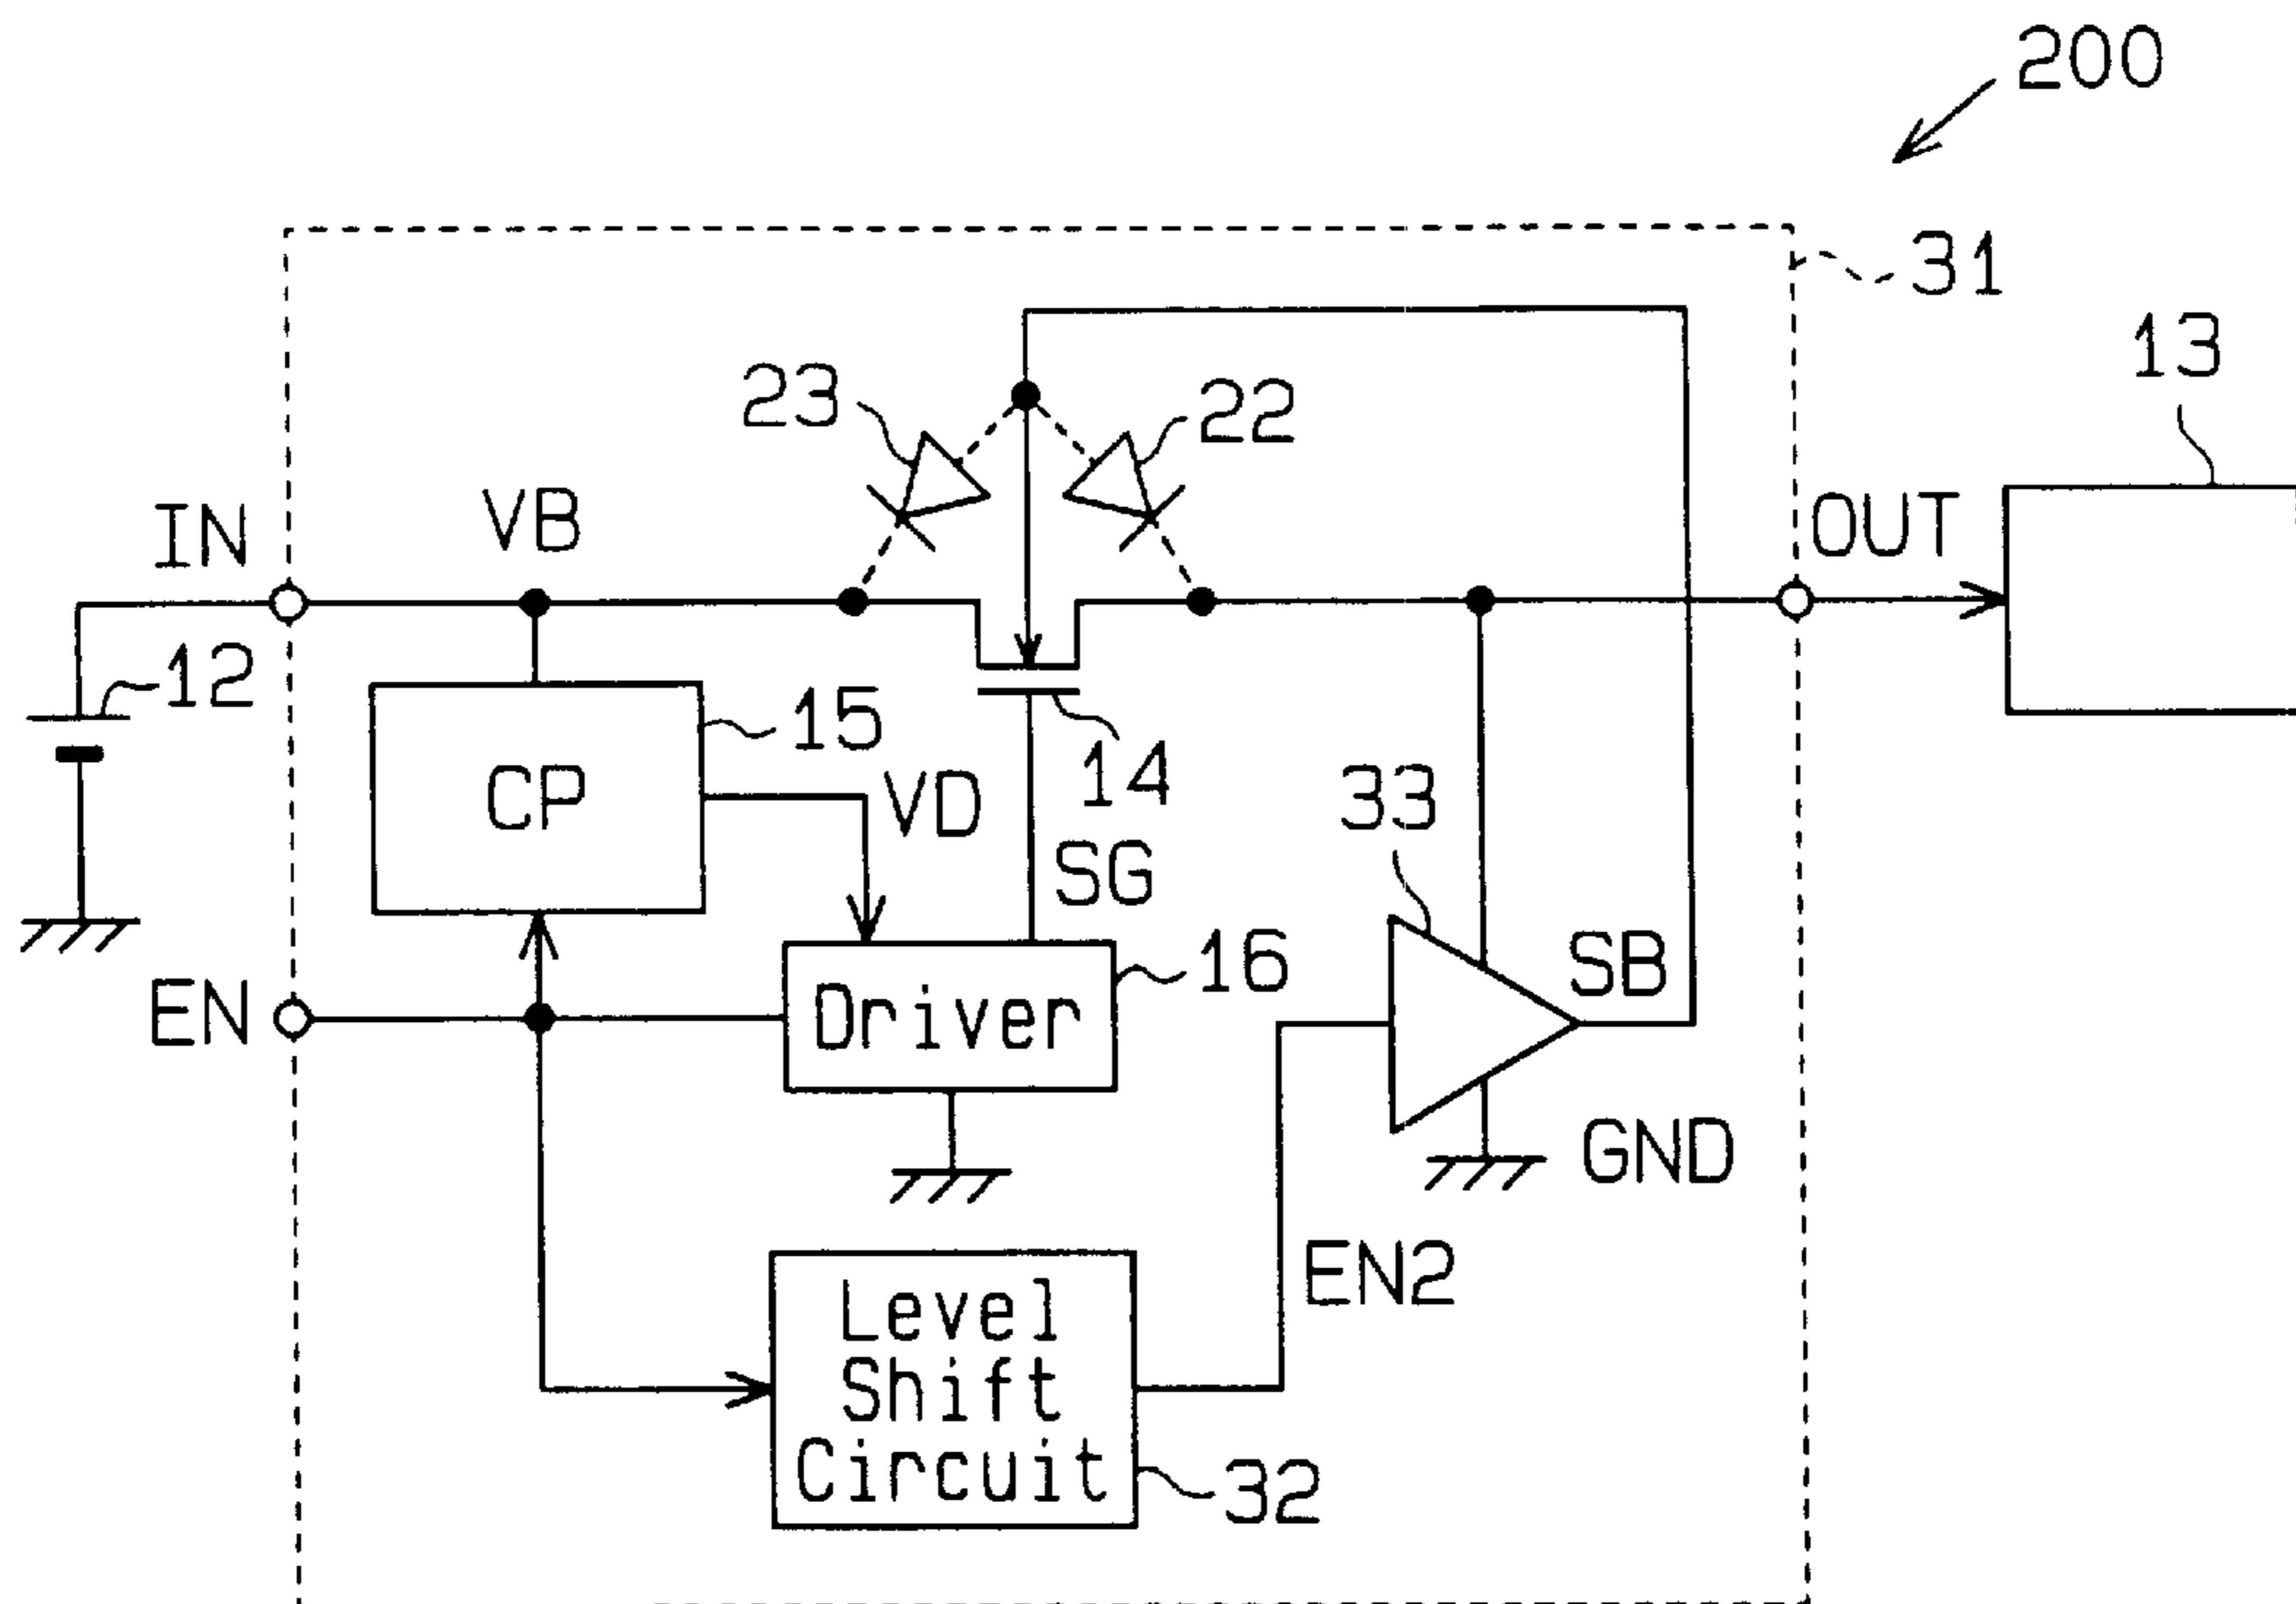 200
31
13
23
22
IN
VB
OUT
12
15
CP
VD
14
SG
33
EN
Driver
16
SB
GND
EN2
Level
Shift
Circuit
32